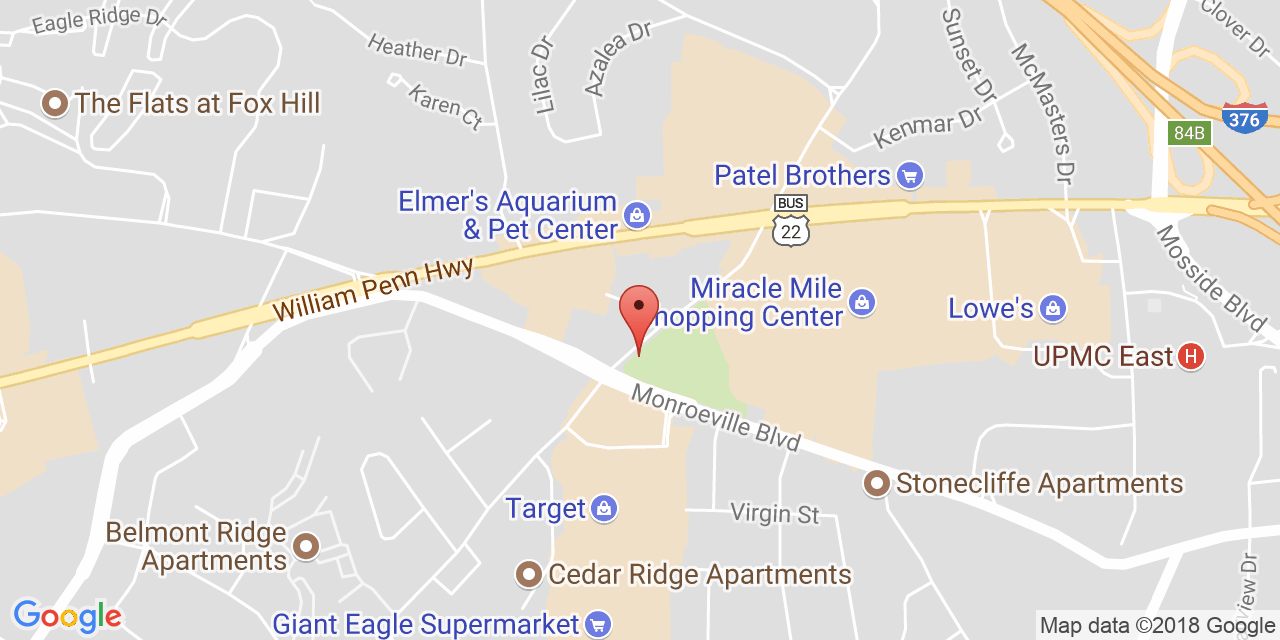 Eagle Ridge Dr
Heather Dr
Lilac Dr
Azalea Dr
Sunset Dr
McMasters Dr
Clover Dr
Karen Ct
The Flats at Fox Hill
Kenmar Dr
84B
376
Patel Brothers
Elmer's Aquarium
& Pet Center
BUS
22
William Penn Hwy
Mosside Blvd
Miracle Mile
hopping Center
Lowe's
UPMC East
H
Monroeville Blvd
Stonecliffe Apartments
Target
Virgin St
Belmont Ridge
Apartments
Cedar Ridge Apartments
view Dr
Google
Giant Eagle Supermarket
Map data ©2018 Google